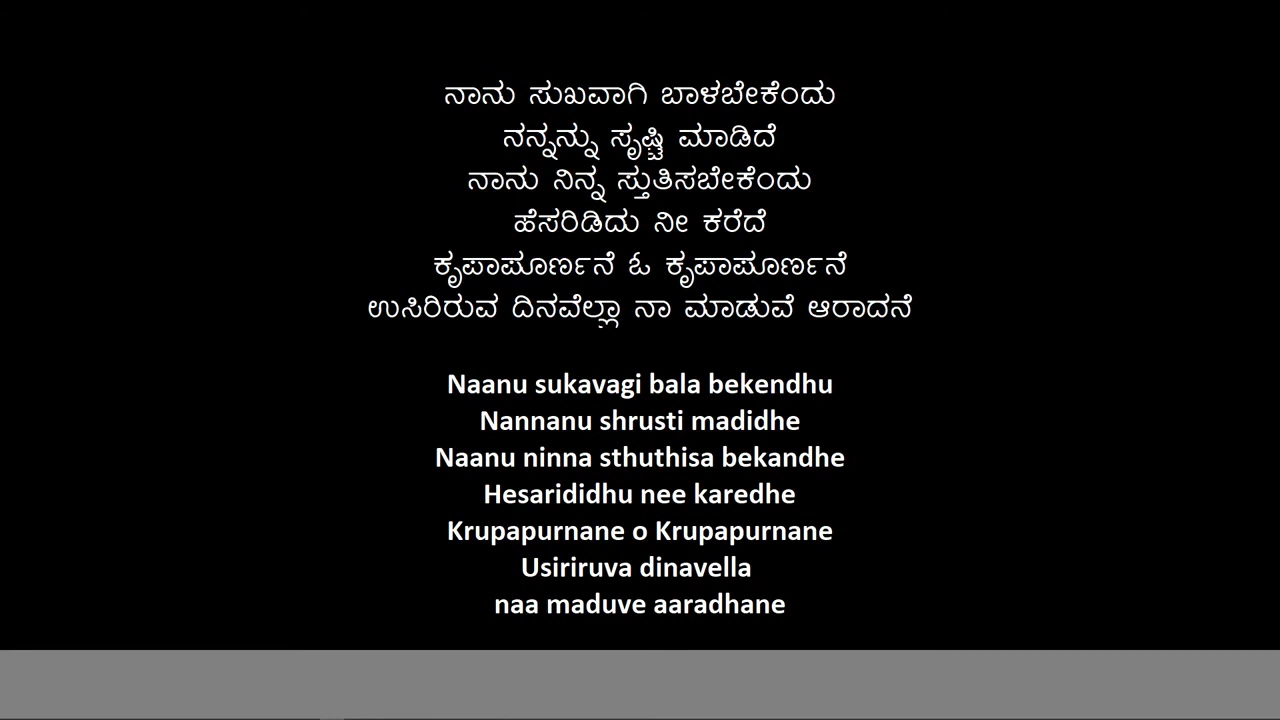 ನಾನು ಸುಖವಾಗಿ ಬಾಳಬೇಕೆಂದು
ನನ್ನನ್ನು ಸೃಷ್ಟಿ ಮಾಡಿದೆ
ನಾನು ನಿನ್ನ ಸ್ತುತಿಸಬೇಕೆಂದು
ಹೆಸರಿಡಿದು ನೀ ಕರೆದೆ
ಕೃಪಾಪೂರ್ಣನೆ ಓ ಕೃಪಾಪೂರ್ಣನೆ
ಉಸಿರಿರುವ ದಿನವೆಲ್ಲಾ ನಾ ಮಾಡುವೆ ಆರಾದನೆ
Naanu sukavagi bala bekendhu
Nannanu shrusti madidhe
Naanu ninna sthuthisa bekandhe
Hesarididhu nee karedhe
Krupapurnane o Krupapurnane
Usiriruva dinavella
naa maduve aaradhane